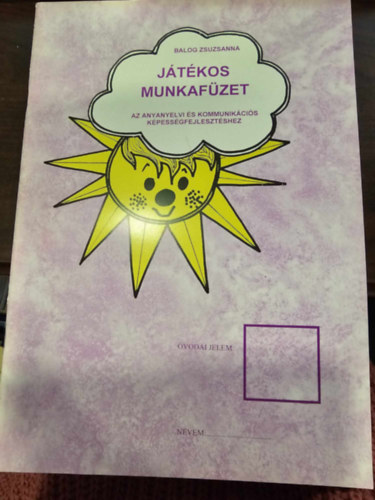 BALOG ZSUZSANNA
JÁTÉKOS
MUNKAFÜZET
AZ ANYANYELVI ÉS KOMMUNIKÁCIÓS
KÉPESSÉGFEJLESZTÉSHEZ
ÓVODAI JELEM
NEVEM